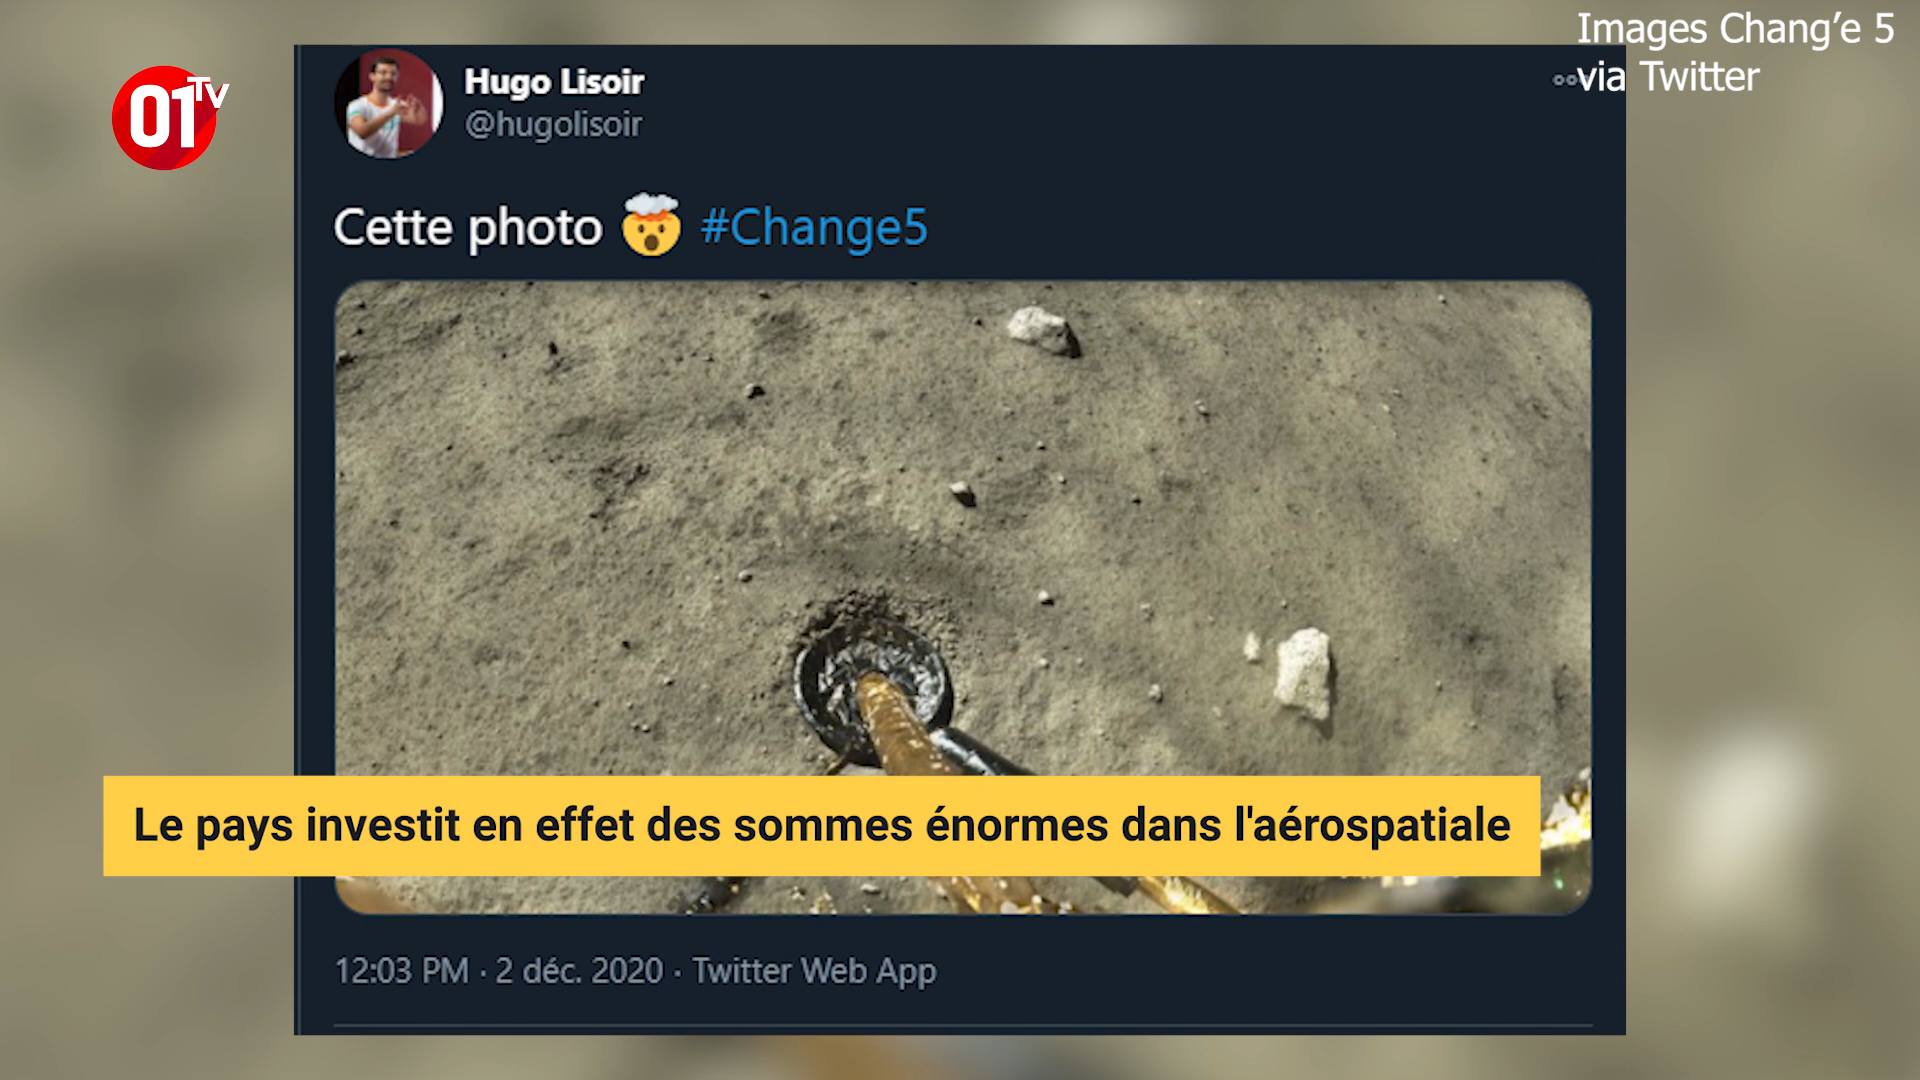 Images Chang’e 5
via Twitter
01TV
Hugo Lisoir
@hugolisoir
Cette photo 🤯 #Change5
Le pays investit en effet des sommes énormes dans l'aérospatiale
12:03 PM · 2 déc. 2020 · Twitter Web App